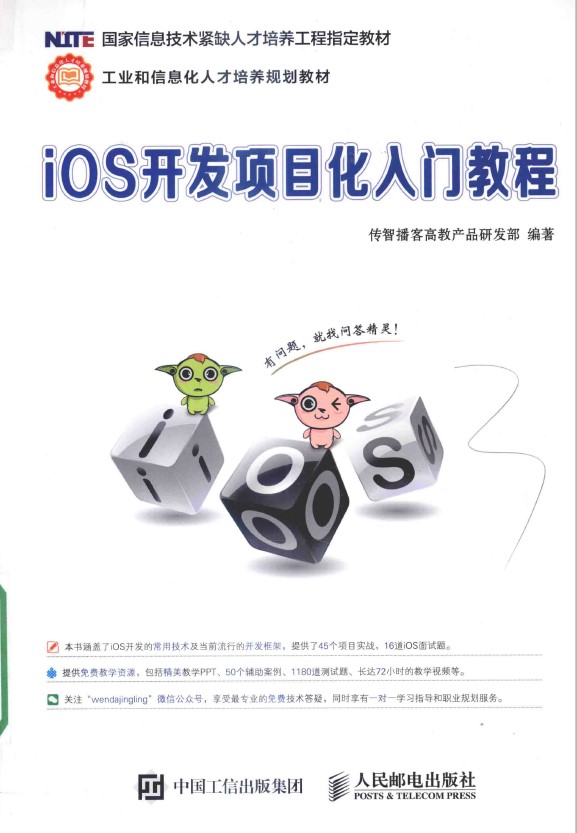 NITE 国家信息技术紧缺人才培养工程指定教材
工业和信息化人才培养规划教材
iOS开发项目化入门教程
传智播客高教产品研发部 编著
有问题，就找问答精灵！
i
i
O
O
S
S
S
本书涵盖了iOS开发的常用技术及当前流行的开发框架，提供了45个项目实战，16道iOS面试题。
提供免费教学资源，包括精美教学PPT、50个辅助案例、1180道测试题、长达72小时的教学视频等。
关注“wendajingling”微信公众号，享受最专业的免费技术答疑，同时享有一对一学习指导和职业规划服务。
中国工信出版集团
人民邮电出版社
POSTS & TELECOM PRESS